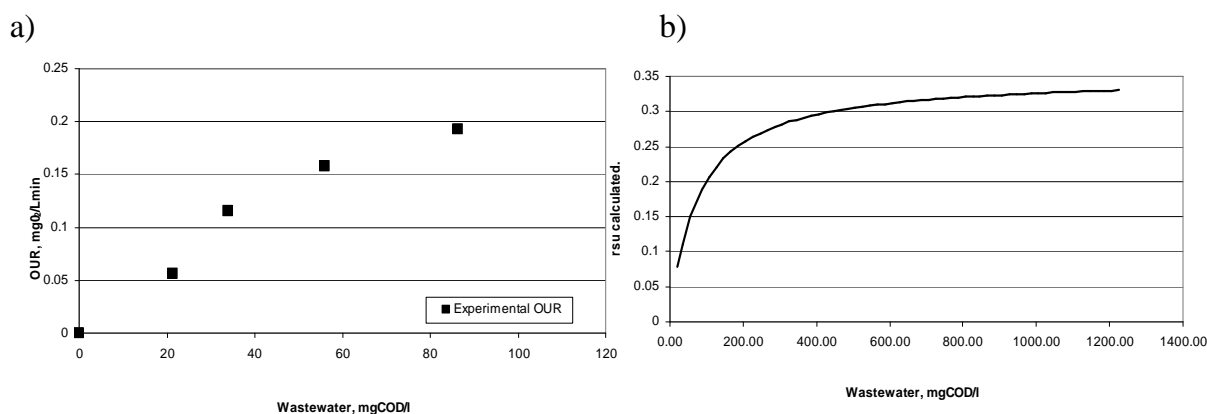 a)
b)
0.25
0.2
0.15
0.1
0.05
0
0 20 40 60 80 100 120
OUR, mg0₂/Lmin
Experimental OUR
Wastewater, mgCOD/l
0.35
0.3
0.25
0.2
0.15
0.1
0.05
0
0.00 200.00 400.00 600.00 800.00 1000.00 1200.00 1400.00
rsu calculated.
Wastewater, mgCOD/l